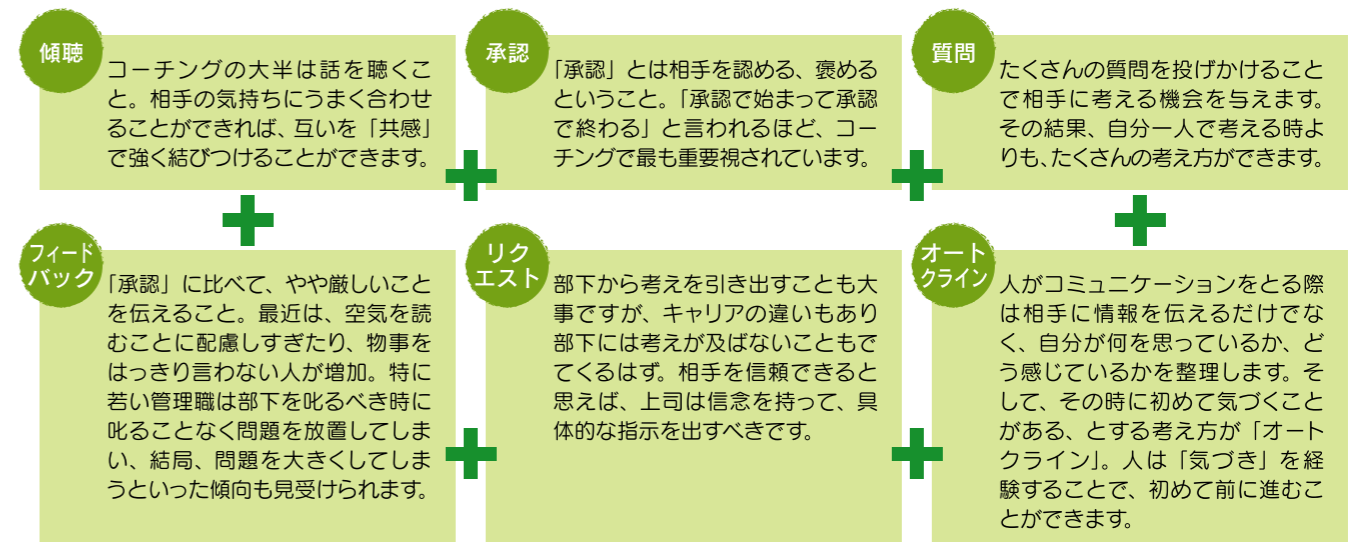 傾聴
コーチングの大半は話を聴くこ
と。相手の気持ちにうまく合わせ
ることができれば、互いを「共感」
で強く結びつけることができます。
承認
「承認」とは相手を認める、褒める
ということ。「承認で始まって承認
で終わる」と言われるほど、コー
チングで最も重要視されています。
質問
たくさんの質問を投げかけること
で相手に考える機会を与えます。
その結果、自分一人で考える時よ
りも、たくさんの考え方ができます。
フィード
バック
「承認」に比べて、やや厳しいこと
を伝えること。最近は、空気を読
むことに配慮しすぎたり、物事を
はっきり言わない人が増加。特に
若い管理職は部下を叱るべき時に
叱ることなく問題を放置してしま
い、結局、問題を大きくしてしま
うといった傾向も見受けられます。
リク
エスト
部下から考えを引き出すことも大
事ですが、キャリアの違いもあり
部下には考えが及ばないこともで
てくるはず。相手を信頼できると
思えば、上司は信念を持って、具
体的な指示を出すべきです。
オート
クライン
人がコミュニケーションをとる際
は相手に情報を伝えるだけでな
く、自分が何を思っているか、ど
う感じているかを整理します。そ
して、その時に初めて気づくこと
がある、とする考え方が「オート
クライン」。人は「気づき」を経
験することで、初めて前に進むこ
とができます。